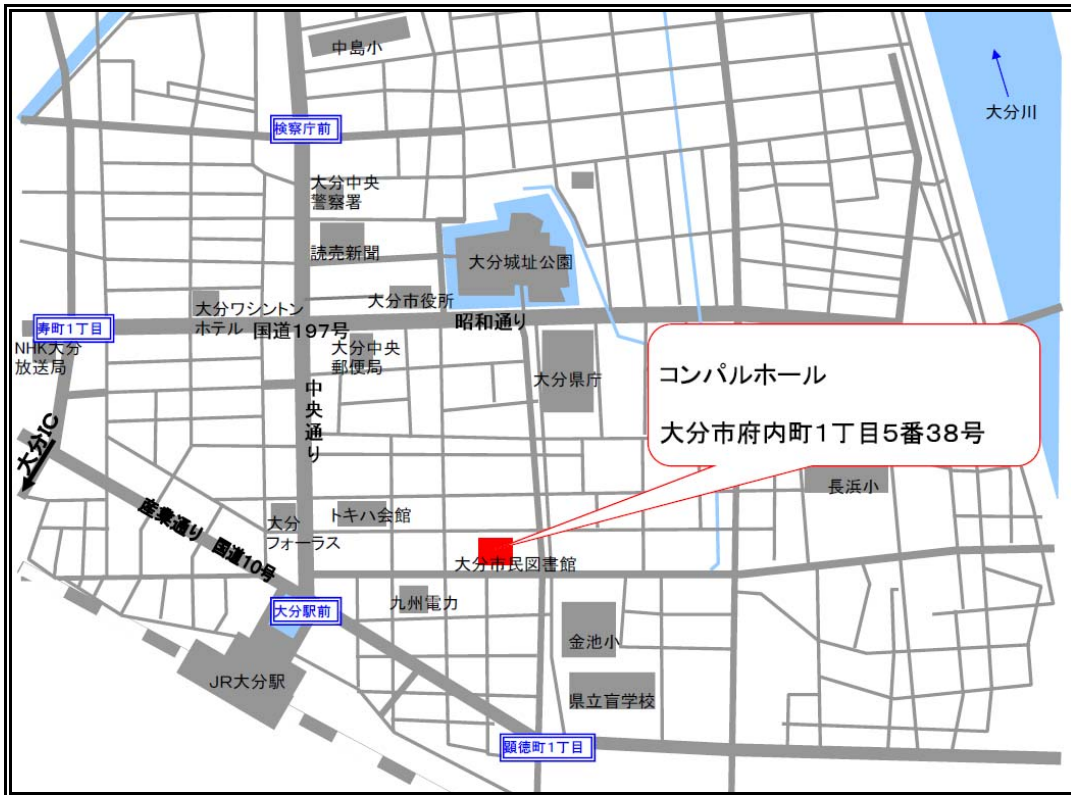 中島小
大分川
検察庁前
大分中央
警察署
読売新聞
大分城址公園
大分ワシントン
ホテル
大分市役所
寿町1丁目
国道197号
昭和通り
NHK大分
放送局
大分中央
郵便局
大分県庁
コンパルホール
大分市府内町1丁目5番38号
中央通り
大分IC
長浜小
産業通り 国道10号
大分
フォーラス
トキハ会館
大分市民図書館
大分駅前
九州電力
金池小
JR大分駅
県立盲学校
顕徳町1丁目